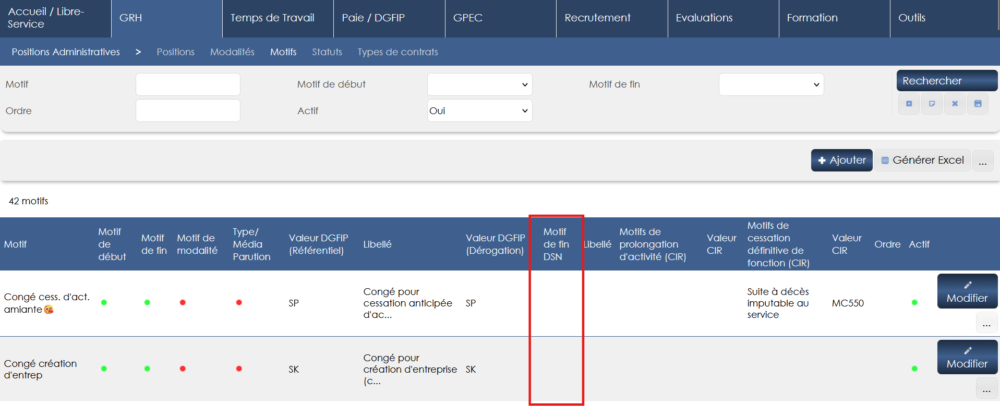 Accueil / Libre-
Service
GRH
Temps de Travail
Paie / DGFIP
GPEC
Recrutement
Evaluations
Formation
Outils
Positions Administratives > Positions Modalités Motifs Statuts Types de contrats
Motif
Motif de début
Motif de fin
Rechercher
Ordre
Actif
Oui
Ajouter
Générer Excel
...
42 motifs
Motif
Motif
de
début
Motif
de fin
Motif de
modalité
Type/
Média
Parution
Valeur DGFIP
(Référentiel)
Libellé
Valeur DGFIP
(Dérogation)
Motif
de fin
DSN
Libellé
Motifs de
prolongation
d'activité (CIR)
Valeur
CIR
Motifs de
cessation
définitive de
fonction (CIR)
Valeur
CIR
Ordre
Actif
Congé cess. d'act.
amiante😘
SP
Congé pour
cessation anticipée
d'ac...
SP
Suite à décès
imputable au
service
MC550
Modifier
...
Congé création
d'entrep
SK
Congé pour
création d'entreprise
(c...
SK
Modifier
...